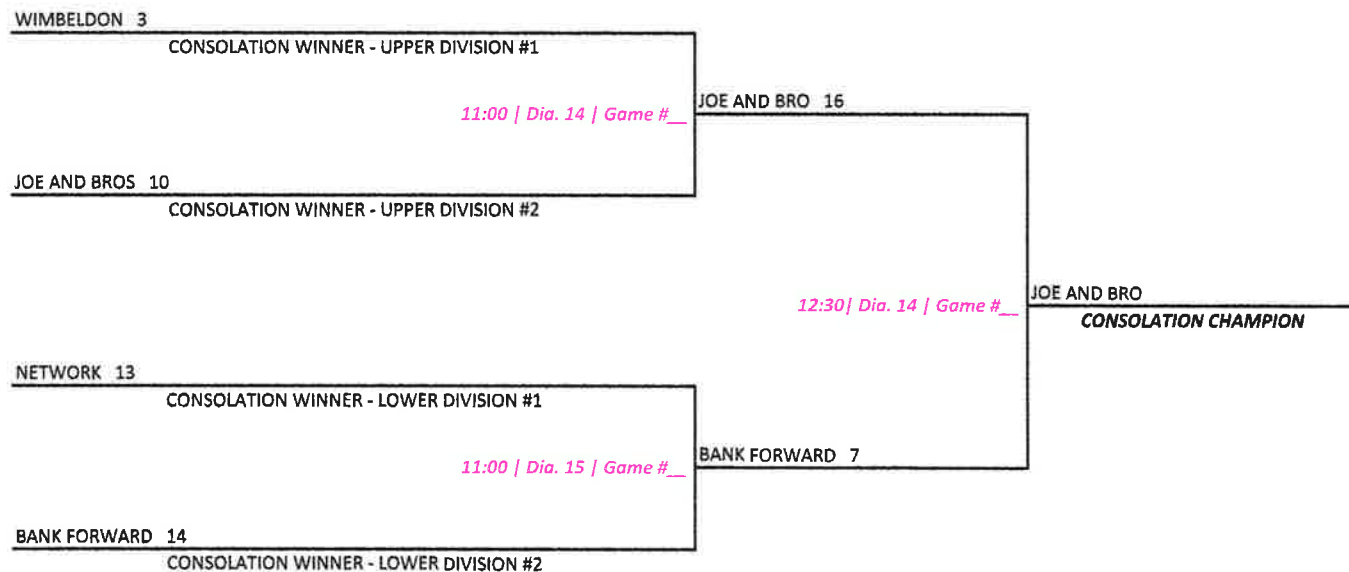 WIMBELDON 3
CONSOLATION WINNER - UPPER DIVISION #1
11:00 | Dia. 14 | Game #__
JOE AND BRO 16
JOE AND BROS 10
CONSOLATION WINNER - UPPER DIVISION #2
12:30| Dia. 14 | Game #__
JOE AND BRO
CONSOLATION CHAMPION
NETWORK 13
CONSOLATION WINNER - LOWER DIVISION #1
11:00 | Dia. 15 | Game #__
BANK FORWARD 7
BANK FORWARD 14
CONSOLATION WINNER - LOWER DIVISION #2